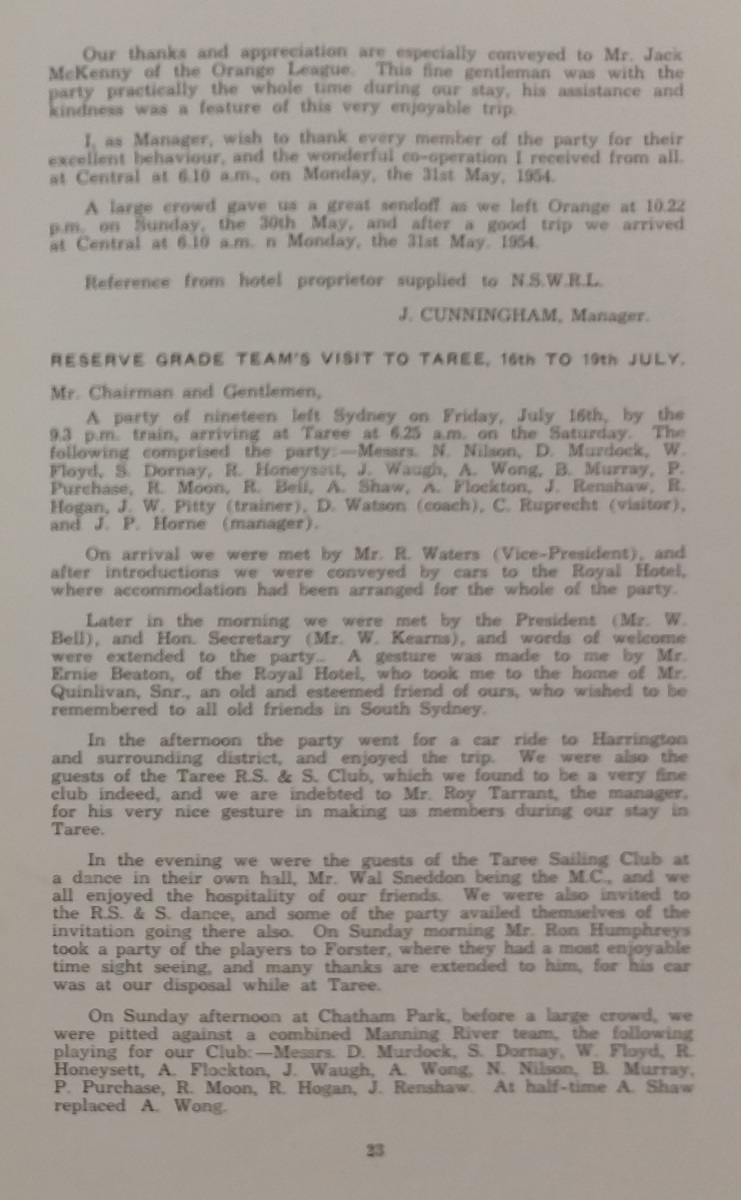 Our thanks and appreciation are especially conveyed to Mr. Jack
McKenny of the Orange League. This fine gentleman was with the
party practically the whole time during our stay, his assistance and
kindness was a feature of this very enjoyable trip.
I, as Manager, wish to thank every member of the party for their
excellent behaviour, and the wonderful co-operation I received from all.
at Central at 6.10 a.m., on Monday, the 31st May, 1954.
A large crowd gave us a great sendoff as we left Orange at 10.22
p.m. on Sunday, the 30th May, and after a good trip we arrived
at Central at 6.10 a.m. n Monday, the 31st May. 1954.
Reference from hotel proprietor supplied to N.S.W.R.L.
J. CUNNINGHAM, Manager.
RESERVE GRADE TEAM'S VISIT TO TAREE, 16th TO 19th JULY.
Mr. Chairman and Gentlemen,
A party of nineteen left Sydney on Friday, July 16th, by the
9.3 p.m. train, arriving at Taree at 6.25 a.m. on the Saturday. The
following comprised the party:—Messrs. N. Nilson, D. Murdock, W.
Floyd, S. Dornay, R. Honeysett, J. Waugh, A. Wong, B. Murray, P.
Purchase, R. Moon, R. Bell, A. Shaw, A. Flockton, J. Renshaw, R.
Hogan, J. W. Pitty (trainer), D. Watson (coach), C. Ruprecht (visitor),
and J. P. Horne (manager).
On arrival we were met by Mr. R. Waters (Vice-President), and
after introductions we were conveyed by cars to the Royal Hotel,
where accommodation had been arranged for the whole of the party.
Later in the morning we were met by the President (Mr. W.
Bell), and Hon. Secretary (Mr. W. Kearns), and words of welcome
were extended to the party.. A gesture was made to me by Mr.
Ernie Beaton, of the Royal Hotel, who took me to the home of Mr.
Quinlivan, Snr., an old and esteemed friend of ours, who wished to be
remembered to all old friends in South Sydney.
In the afternoon the party went for a car ride to Harrington
and surrounding district, and enjoyed the trip. We were also the
guests of the Taree R.S. & S. Club, which we found to be a very fine
club indeed, and we are indebted to Mr. Roy Tarrant, the manager,
for his very nice gesture in making us members during our stay in
Taree.
In the evening we were the guests of the Taree Sailing Club at
a dance in their own hall, Mr. Wal Sneddon being the M.C., and we
all enjoyed the hospitality of our friends. We were also invited to
the R.S. & S. dance, and some of the party availed themselves of the
invitation going there also. On Sunday morning Mr. Ron Humphreys
took a party of the players to Forster, where they had a most enjoyable
time sight seeing, and many thanks are extended to him, for his car
was at our disposal while at Taree.
On Sunday afternoon at Chatham Park, before a large crowd, we
were pitted against a combined Manning River team, the following
playing for our Club:—Messrs. D. Murdock, S. Dornay, W. Floyd, R.
Honeysett, A. Flockton, J. Waugh, A. Wong, N. Nilson, B. Murray,
P. Purchase, R. Moon, R. Hogan, J. Renshaw. At half-time A. Shaw
replaced A. Wong.
23